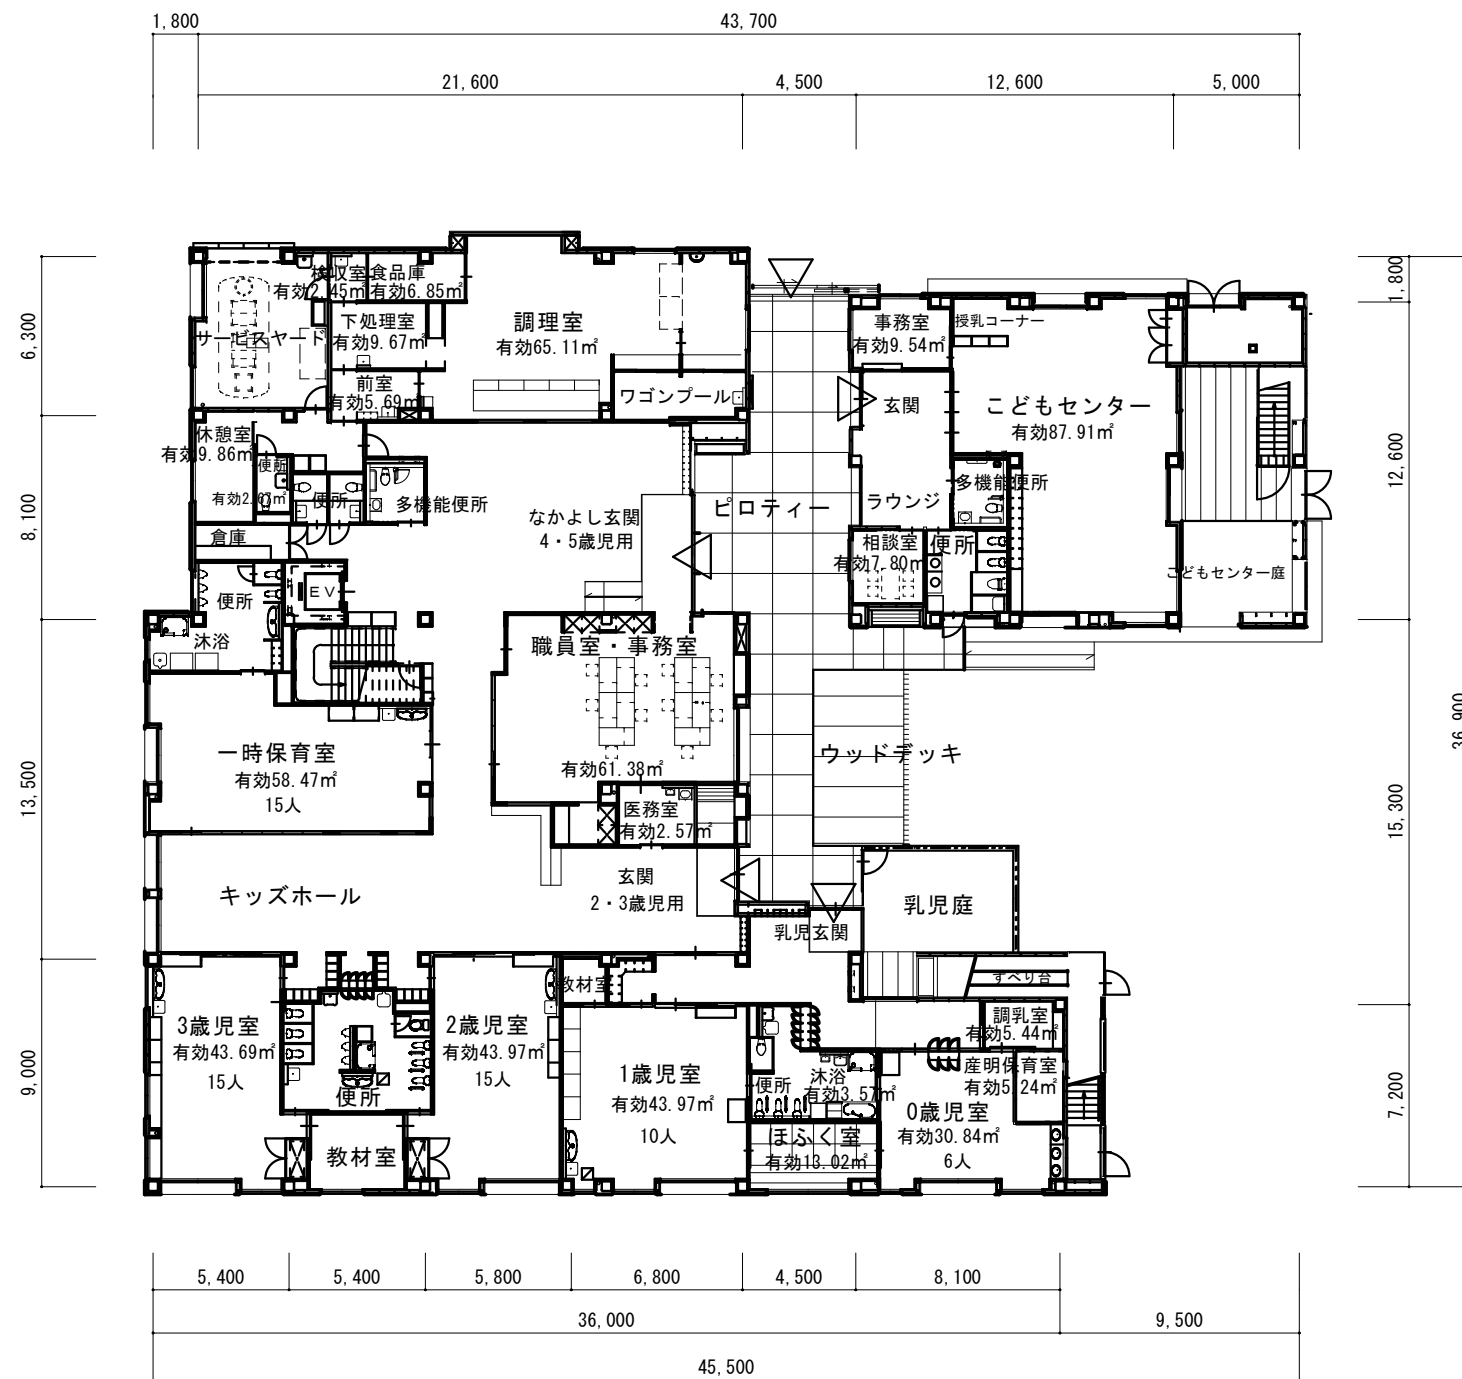 1,800
43,700
21,600
4,500
12,600
5,000
6,300
8,100
13,500
9,000
1,800
12,600
15,300
7,200
36,900
検収室
有効2.45㎡
食品庫
有効6.85㎡
サービスヤード
下処理室
有効9.67㎡
調理室
有効65.11㎡
前室
有効5.69㎡
ワゴンプール
事務室
有効9.54㎡
授乳コーナー
玄関
こどもセンター
有効87.91㎡
休憩室
有効9.86㎡
便所
有効2.63㎡
便所
多機能便所
なかよし玄関
4・5歳児用
ピロティー
ラウンジ
多機能便所
倉庫
相談室
有効7.80㎡
便所
こどもセンター庭
EV
便所
沐浴
職員室・事務室
有効61.38㎡
ウッドデッキ
一時保育室
有効58.47㎡
15人
医務室
有効2.57㎡
キッズホール
玄関
2・3歳児用
乳児庭
乳児玄関
すべり台
教材室
3歳児室
有効43.69㎡
15人
便所
教材室
2歳児室
有効43.97㎡
15人
1歳児室
有効43.97㎡
10人
便所
沐浴
有効3.57㎡
ほふく室
有効13.02㎡
調乳室
有効5.44㎡
産明保育室
有効5.24㎡
0歳児室
有効30.84㎡
6人
5,400
5,400
5,800
6,800
4,500
8,100
36,000
9,500
45,500